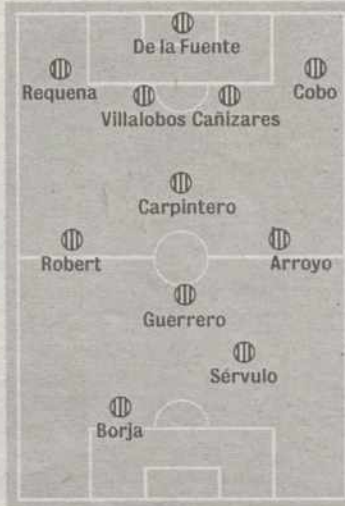 De la Fuente
Requena
Cobo
Villalobos Cañizares
Carpintero
Robert
Arroyo
Guerrero
Sérvulo
Borja